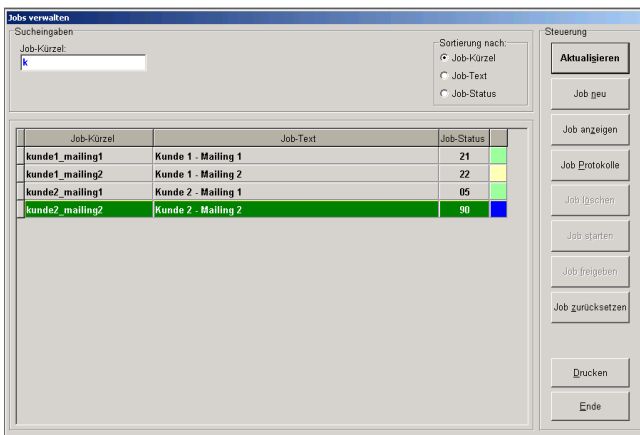 Jobs verwalten
Sucheingaben
Job-Kürzel:
k
Sortierung nach:
Job-Kürzel
Job-Text
Job-Status
Job-Kürzel Job-Text Job-Status
kunde1_mailing1 Kunde 1 - Mailing 1 21
kunde1_mailing2 Kunde 1 - Mailing 2 22
kunde2_mailing1 Kunde 2 - Mailing 1 05
kunde2_mailing2 Kunde 2 - Mailing 2 90
Steuerung
Aktualisieren
Job neu
Job anzeigen
Job Protokolle
Job löschen
Job starten
Job freigeben
Job zurücksetzen
Drucken
Ende